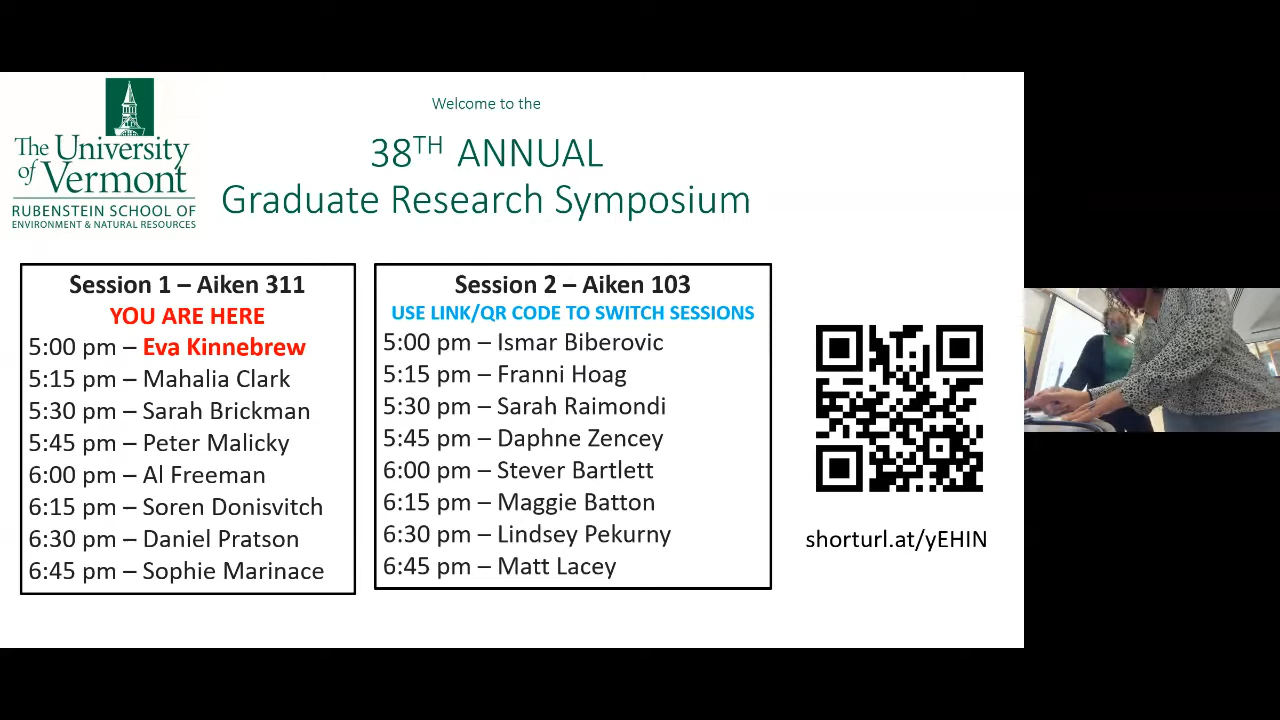 The University
of Vermont
RUBENSTEIN SCHOOL OF
ENVIRONMENT & NATURAL RESOURCES
Welcome to the
38TH ANNUAL
Graduate Research Symposium
Session 1 – Aiken 311
YOU ARE HERE
5:00 pm – Eva Kinnebrew
5:15 pm – Mahalia Clark
5:30 pm – Sarah Brickman
5:45 pm – Peter Malicky
6:00 pm – Al Freeman
6:15 pm – Soren Donisvitch
6:30 pm – Daniel Pratson
6:45 pm – Sophie Marinace
Session 2 – Aiken 103
USE LINK/QR CODE TO SWITCH SESSIONS
5:00 pm – Ismar Biberovic
5:15 pm – Franni Hoag
5:30 pm – Sarah Raimondi
5:45 pm – Daphne Zencey
6:00 pm – Stever Bartlett
6:15 pm – Maggie Batton
6:30 pm – Lindsey Pekurny
6:45 pm – Matt Lacey
shorturl.at/yEHIN